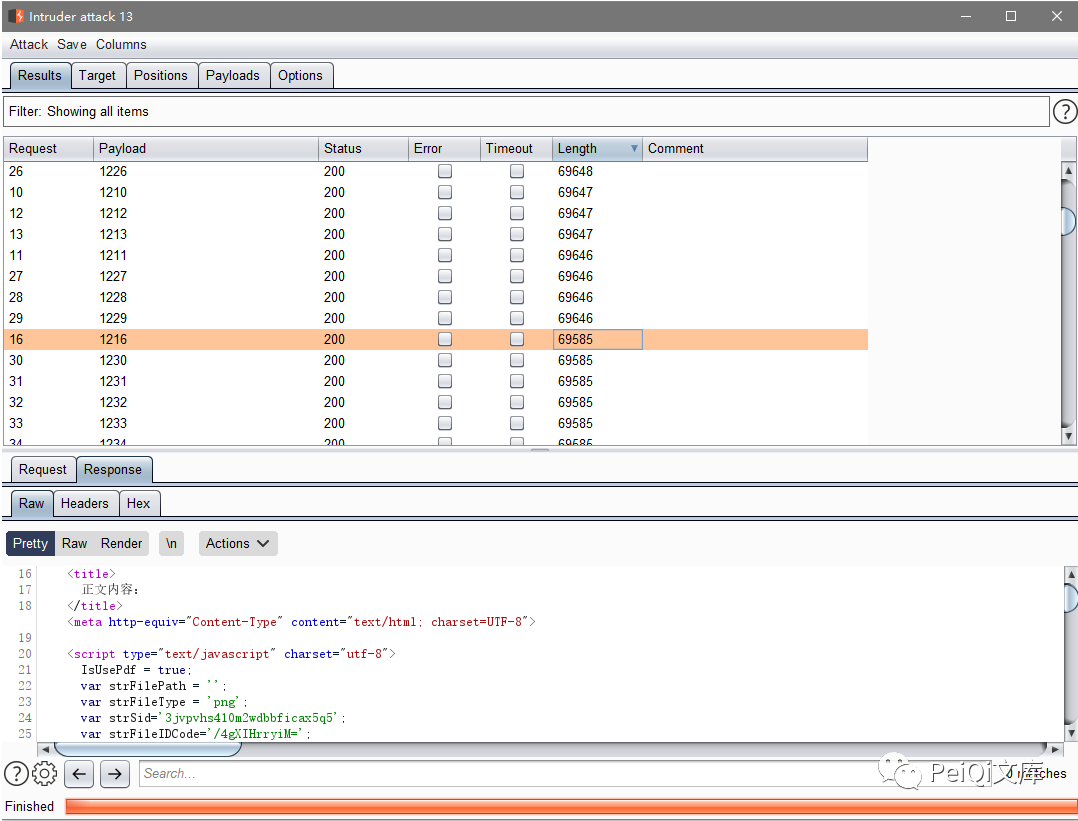 Intruder attack 13
Attack Save Columns
Results Target Positions Payloads Options
Filter: Showing all items
?
Request Payload Status Error Timeout Length Comment
26 1226 200 69648
10 1210 200 69647
12 1212 200 69647
13 1213 200 69647
11 1211 200 69646
27 1227 200 69646
28 1228 200 69646
29 1229 200 69646
16 1216 200 69585
30 1230 200 69585
31 1231 200 69585
32 1232 200 69585
33 1233 200 69585
34 1234 200 69585
Request Response
Raw Headers Hex
Pretty Raw Render \n Actions
16 <title>
17 正文内容:
18 </title>
<meta http-equiv="Content-Type" content="text/html; charset=UTF-8">
19
20 <script type="text/javascript" charset="utf-8">
21 IsUsePdf = true;
22 var strFilePath = '';
23 var strFileType = 'png';
24 var strSid='3jvpvhs4l0m2wdbbficax5q5';
25 var strFileIDCode='/4gXIHrryiM=';
? Search... 0 matches
PeiQi文库
Finished